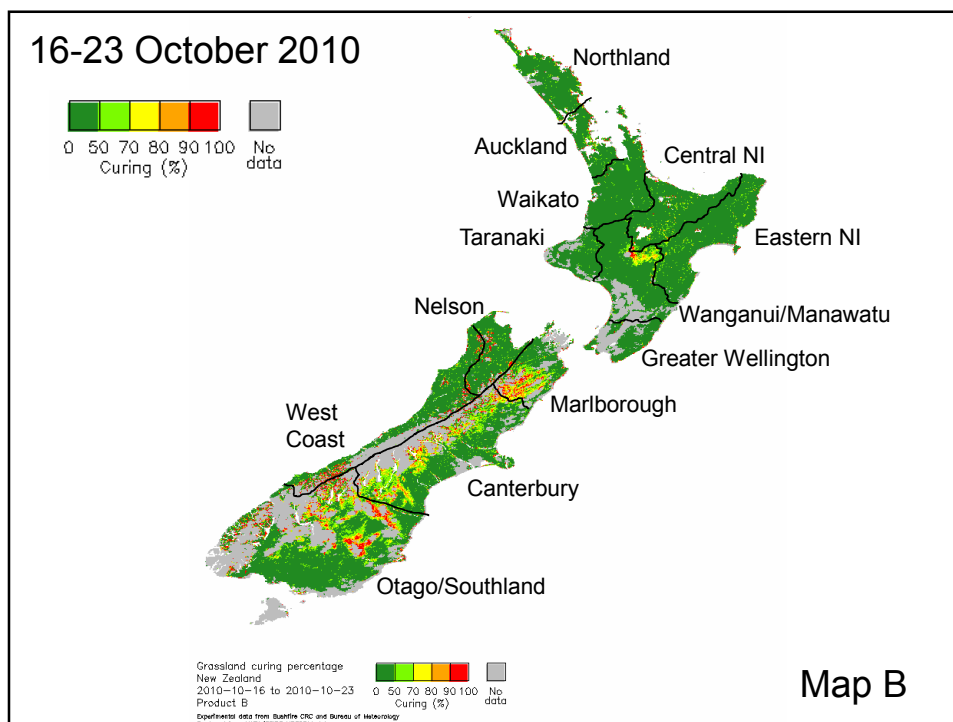 16-23 October 2010
0 50 70 80 90 100
Curing (%)
No
data
Northland
Auckland
Central NI
Waikato
Taranaki
Eastern NI
Nelson
Wanganui/Manawatu
Greater Wellington
Marlborough
West
Coast
Canterbury
Otago/Southland
Grassland curing percentage
New Zealand
2010-10-16 to 2010-10-23
Product B
Experimental data from Bushfire CRC and Bureau of Meteorology
0 50 70 80 90 100
Curing (%)
No
data
Map B